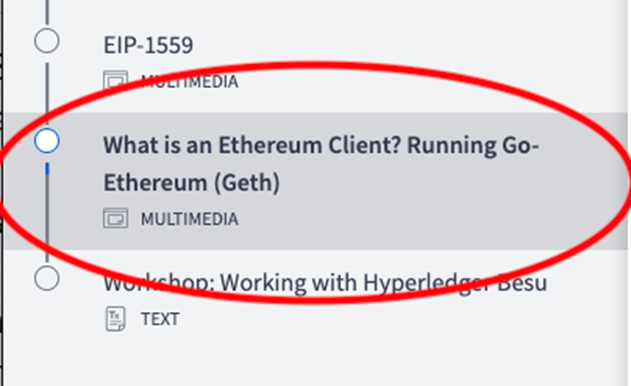 EIP-1559
MULTIMEDIA
What is an Ethereum Client? Running Go-
Ethereum (Geth)
MULTIMEDIA
Workshop: Working with Hyperledger Besu
TEXT